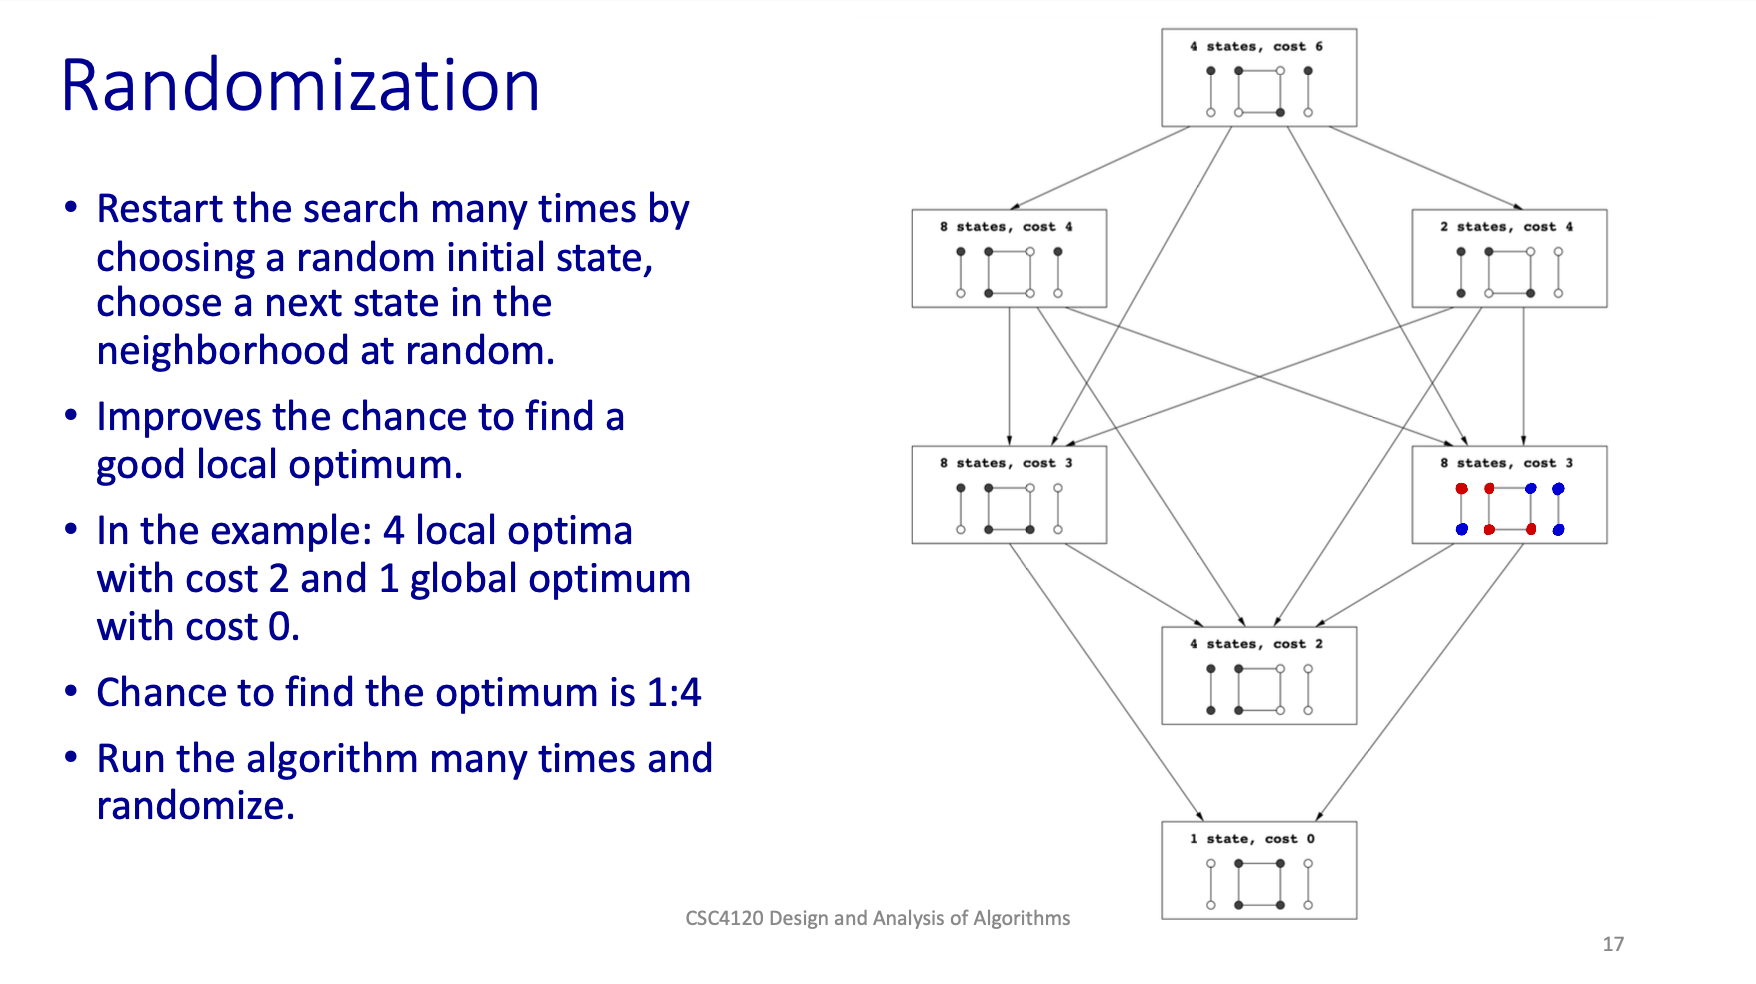 Randomization
• Restart the search many times by
choosing a random initial state,
choose a next state in the
neighborhood at random.
• Improves the chance to find a
good local optimum.
• In the example: 4 local optima
with cost 2 and 1 global optimum
with cost 0.
• Chance to find the optimum is 1:4
• Run the algorithm many times and
randomize.
4 states, cost 6
8 states, cost 4
2 states, cost 4
8 states, cost 3
8 states, cost 3
4 states, cost 2
1 state, cost 0
CSC4120 Design and Analysis of Algorithms
17